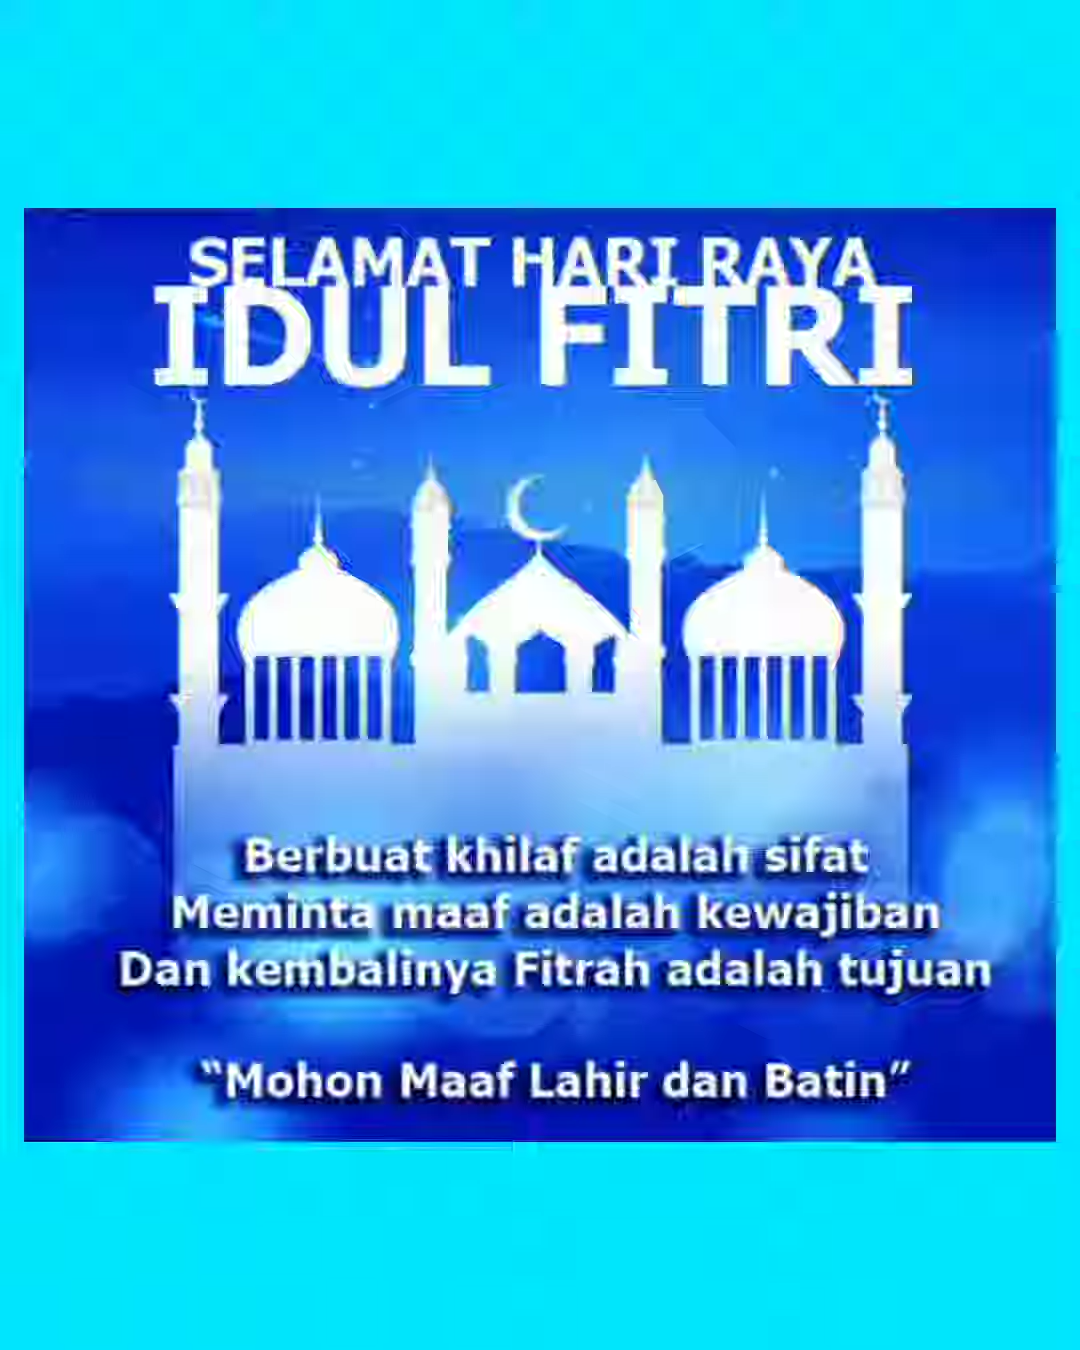 SELAMAT HARI RAYA
IDUL FITRI
Berbuat khilaf adalah sifat
Meminta maaf adalah kewajiban
Dan kembalinya Fitrah adalah tujuan
“Mohon Maaf Lahir dan Batin”